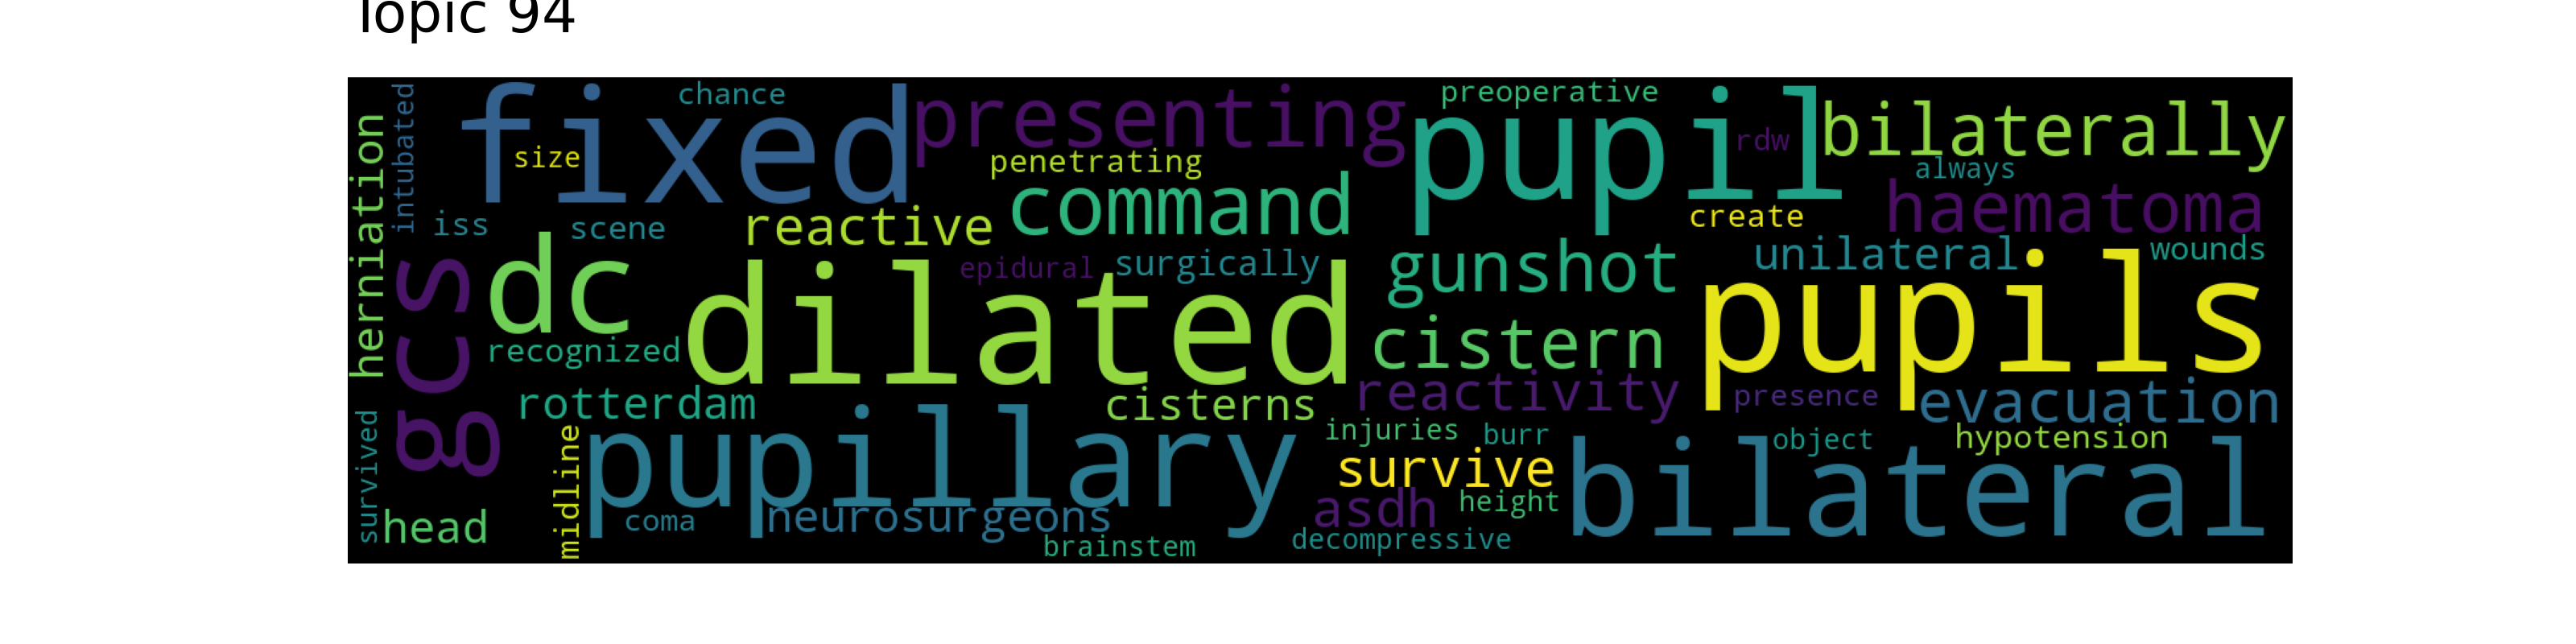 Topic 94
herniation
intubated
fixed
size
chance
presenting
preoperative
pupil
rdw
bilaterally
penetrating
always
command
haematoma
iss
scene
reactive
create
unilateral
wounds
gcs
dc
epidural
surgically
gunshot
dilated
pupils
recognized
cistern
rotterdam
cisterns
reactivity
presence
evacuation
survived
midline
pupillary
injuries
burr
object
hypotension
survive
bilateral
head
coma
neurosurgeons
asdh
height
brainstem
decompressive